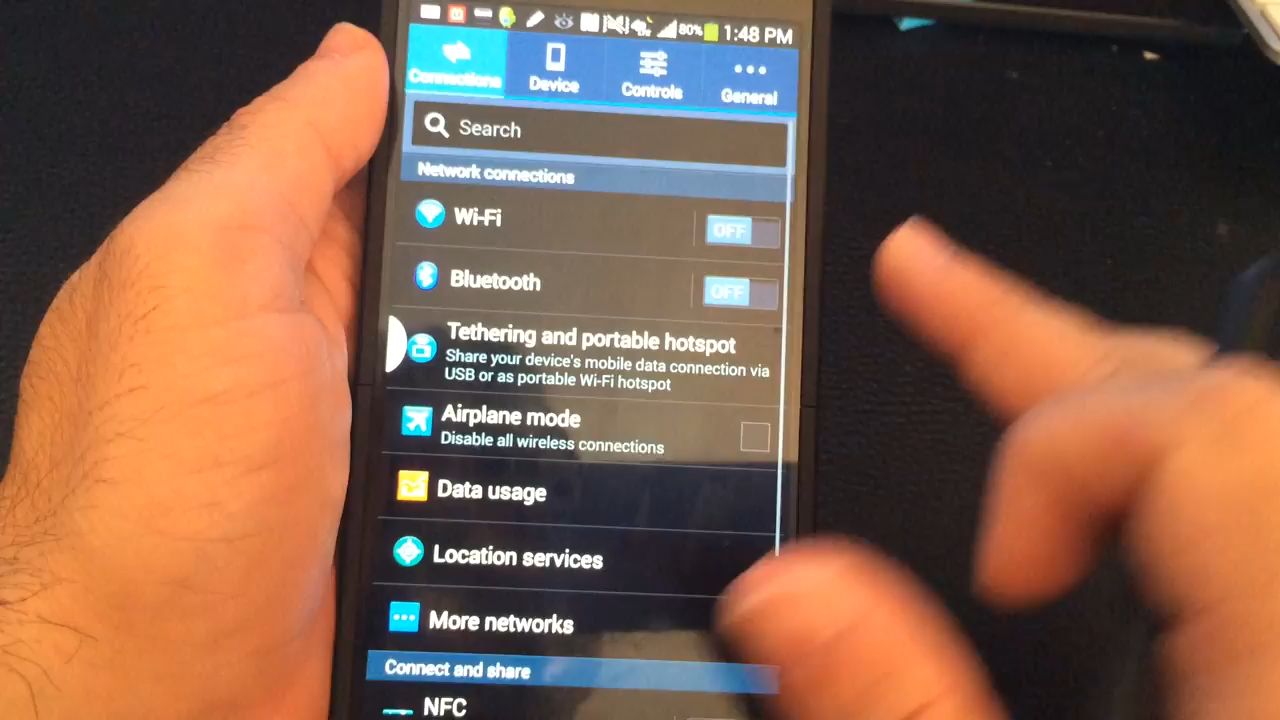 80% 1:48 PM
Connections Device Controls General
Search
Network connections
Wi-Fi OFF
Bluetooth OFF
Tethering and portable hotspot
Share your device's mobile data connection via
USB or as portable Wi-Fi hotspot
Airplane mode
Disable all wireless connections
Data usage
Location services
More networks
Connect and share
NFC